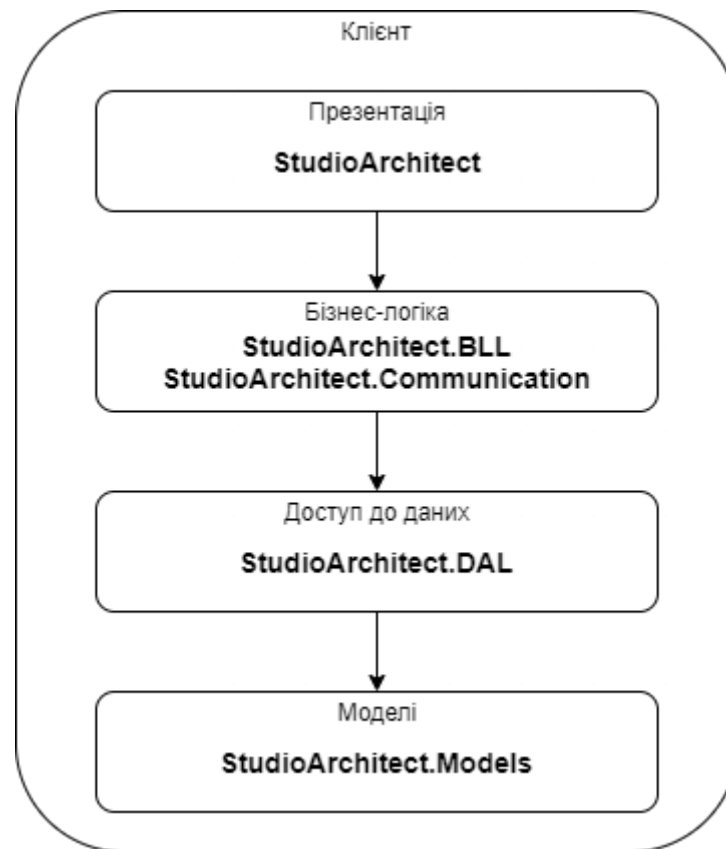 Клієнт
Презентація
StudioArchitect
Бізнес-логіка
StudioArchitect.BLL
StudioArchitect.Communication
Доступ до даних
StudioArchitect.DAL
Моделі
StudioArchitect.Models